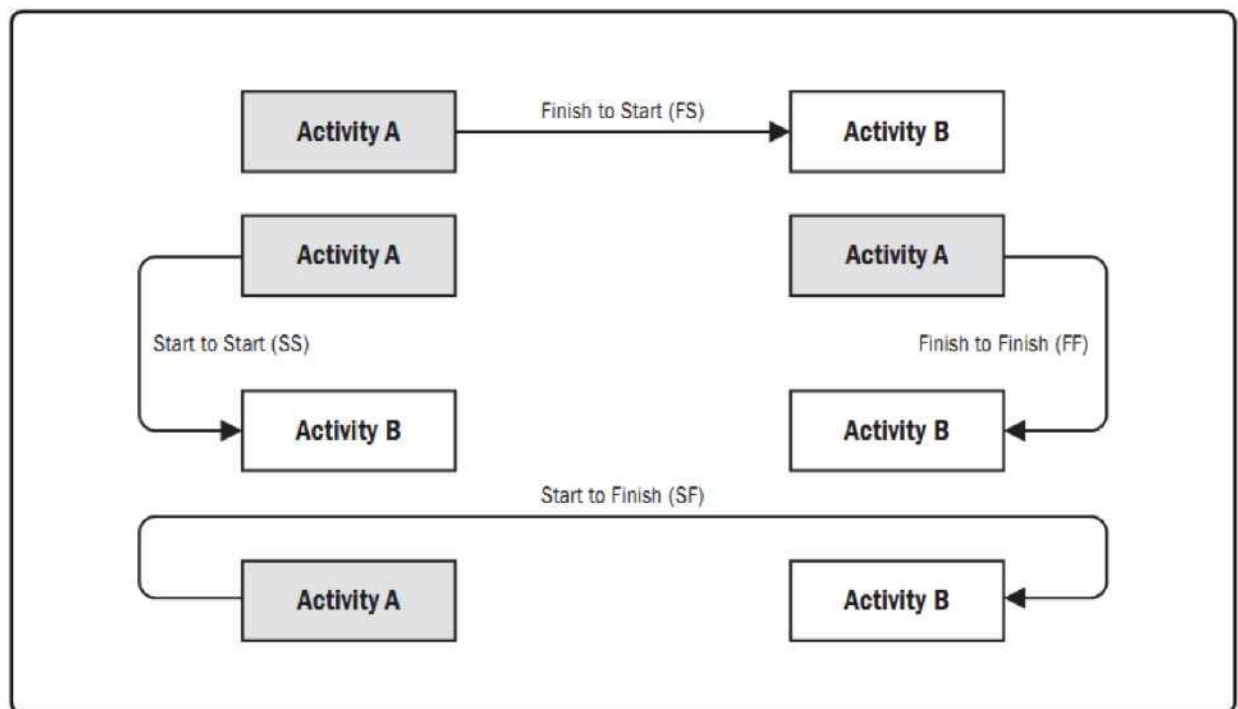 Finish to Start (FS)
Activity A
Activity B
Activity A
Activity A
Start to Start (SS)
Finish to Finish (FF)
Activity B
Activity B
Start to Finish (SF)
Activity A
Activity B